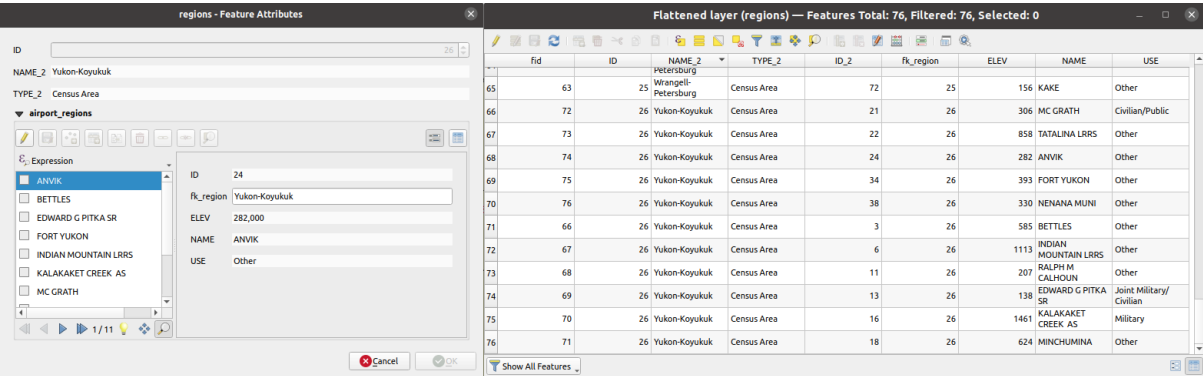 regions - Feature Attributes
ID 26
NAME_2 Yukon-Koyukuk
TYPE_2 Census Area
airport_regions
Expression
ANVIK
BETTLES
EDWARD G PITKA SR
FORT YUKON
INDIAN MOUNTAIN LRRS
KALAKAKET CREEK AS
MC GRATH
ID 24
fk_region Yukon-Koyukuk
ELEV 282,000
NAME ANVIK
USE Other
1 / 11
Cancel OK
Flattened layer (regions) — Features Total: 76, Filtered: 76, Selected: 0
fid ID NAME_2 TYPE_2 ID_2 fk_region ELEV NAME USE
Petersburg
65 63 25 Wrangell-
Petersburg Census Area 72 25 156 KAKE Other
66 72 26 Yukon-Koyukuk Census Area 21 26 306 MC GRATH Civilian/Public
67 73 26 Yukon-Koyukuk Census Area 22 26 858 TATALINA LRRS Other
68 74 26 Yukon-Koyukuk Census Area 24 26 282 ANVIK Other
69 75 26 Yukon-Koyukuk Census Area 34 26 393 FORT YUKON Other
70 76 26 Yukon-Koyukuk Census Area 38 26 330 NENANA MUNI Other
71 66 26 Yukon-Koyukuk Census Area 3 26 585 BETTLES Other
72 67 26 Yukon-Koyukuk Census Area 6 26 1113 INDIAN
MOUNTAIN LRRS Other
73 68 26 Yukon-Koyukuk Census Area 11 26 207 RALPH M
CALHOUN Other
74 69 26 Yukon-Koyukuk Census Area 13 26 138 EDWARD G PITKA
SR Joint Military/
Civilian
75 70 26 Yukon-Koyukuk Census Area 16 26 1461 KALAKAKET
CREEK AS Military
76 71 26 Yukon-Koyukuk Census Area 18 26 624 MINCHUMINA Other
Show All Features